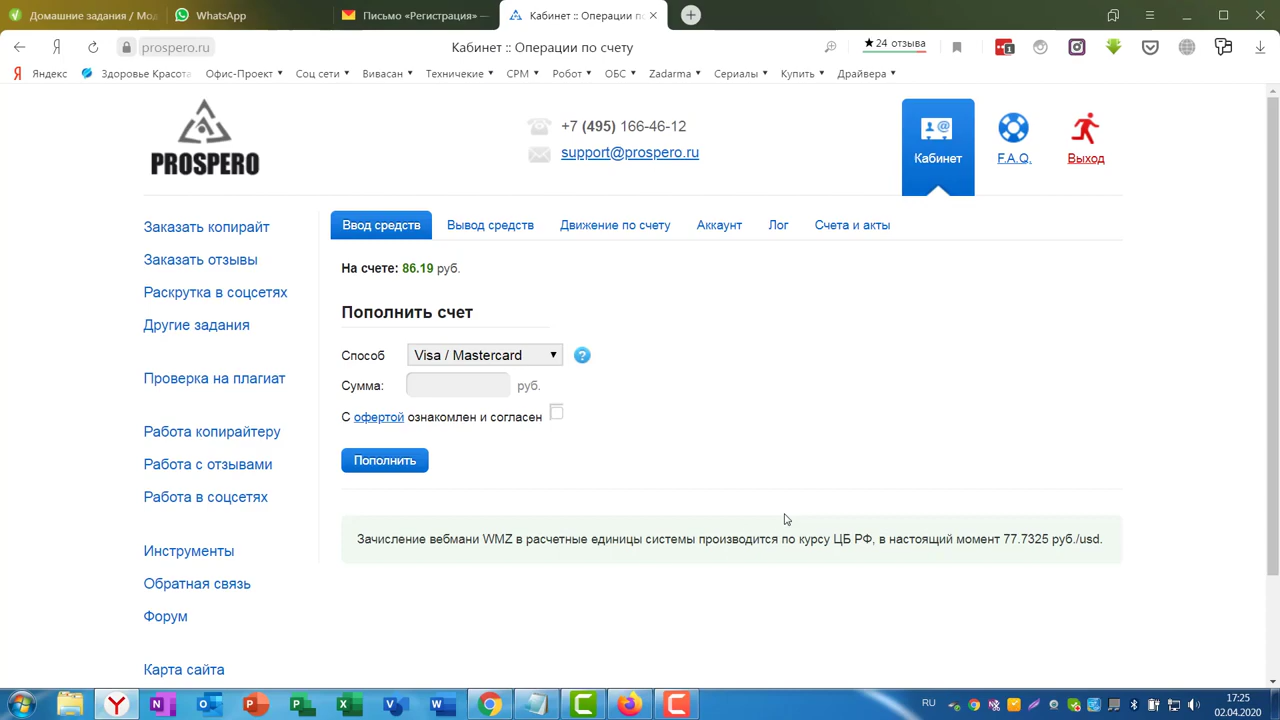 Домашние задания / Мо
WhatsApp
Письмо «Регистрация» —
Кабинет :: Операции по
prospero.ru
Кабинет :: Операции по счету
★24 отзыва
1
Яндекс
Здоровье Красота
Офис-Проект
Соц сети
Вивасан
Техничекие
СРМ
Робот
ОБС
Zadarma
Сериалы
Купить
Драйвера
PROSPERO
+7 (495) 166-46-12
support@prospero.ru
Кабинет
F.A.Q.
Выход
Заказать копирайт
Заказать отзывы
Раскрутка в соцсетях
Другие задания
Проверка на плагиат
Работа копирайтеру
Работа с отзывами
Работа в соцсетях
Инструменты
Обратная связь
Форум
Карта сайта
Ввод средств
Вывод средств
Движение по счету
Аккаунт
Лог
Счета и акты
На счете: 86.19 руб.
Пополнить счет
Способ
Visa / Mastercard
?
Сумма:
руб.
С офертой ознакомлен и согласен
Пополнить
Зачисление вебмани WMZ в расчетные единицы системы производится по курсу ЦБ РФ, в настоящий момент 77.7325 руб./usd.
RU
17:25
02.04.2020